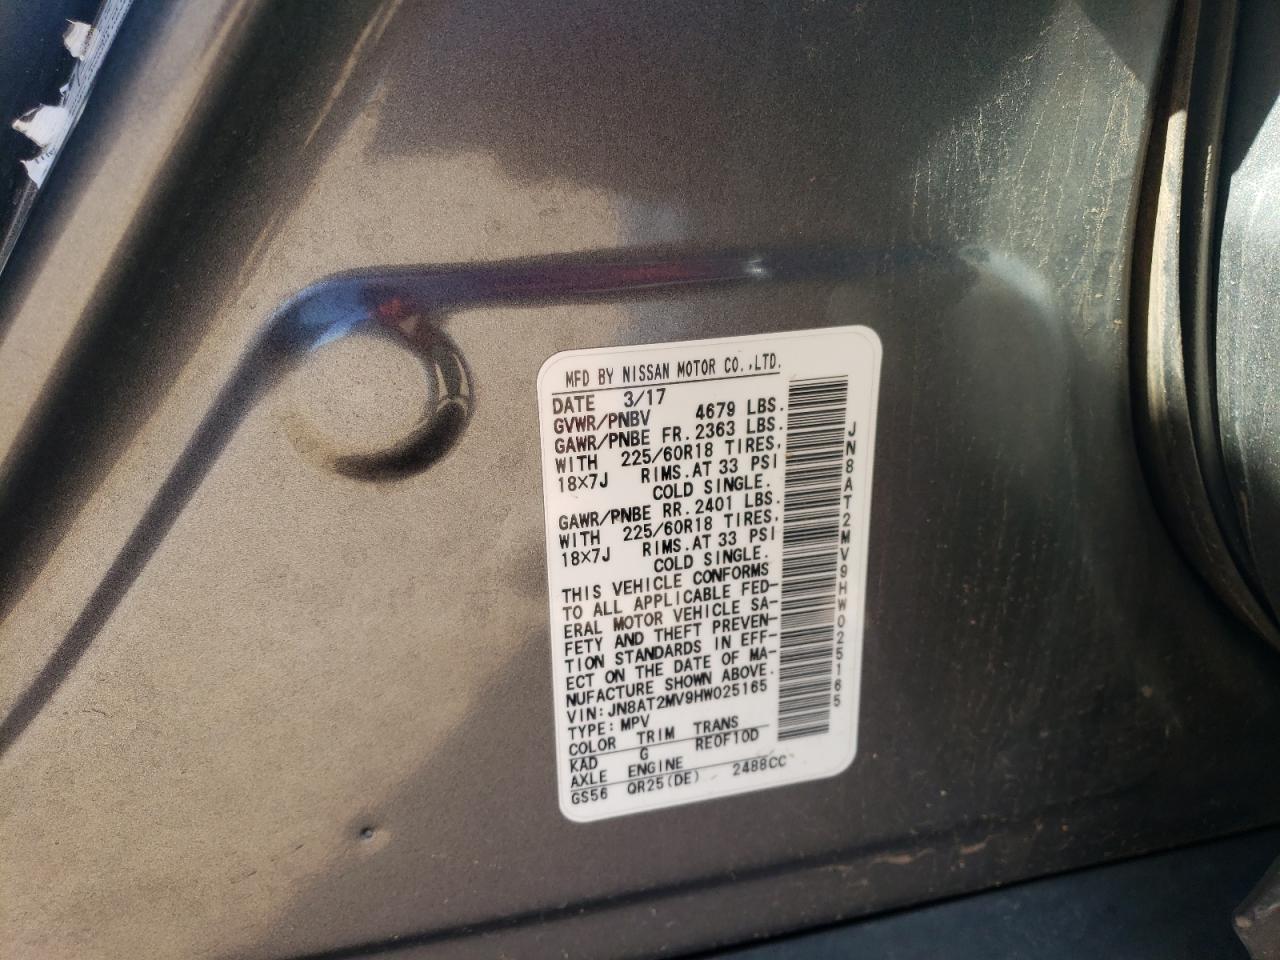 MFD BY NISSAN MOTOR CO.,LTD.
DATE 3/17
GVWR/PNBV 4679 LBS.
GAWR/PNBE FR. 2363 LBS.
WITH 225/60R18 TIRES,
18×7J RIMS.AT 33 PSI
COLD SINGLE.
GAWR/PNBE RR. 2401 LBS.
WITH 225/60R18 TIRES,
18×7J RIMS.AT 33 PSI
COLD SINGLE.
THIS VEHICLE CONFORMS
TO ALL APPLICABLE FED-
ERAL MOTOR VEHICLE SA-
FETY AND THEFT PREVEN-
TION STANDARDS IN EFF-
ECT ON THE DATE OF MA-
NUFACTURE SHOWN ABOVE.
VIN:JN8AT2MV9HW025165
TYPE:MPV
COLOR TRIM TRANS
KAD G RE0F10D
AXLE ENGINE
GS56 QR25(DE) 2488CC
JN8AT2MV9HW025165